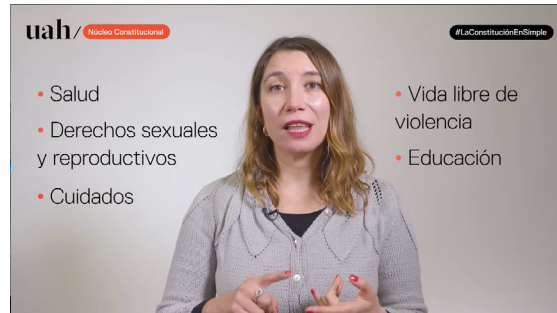 uah/ Núcleo Constitucional
#LaConstituciónEnSimple
• Salud
• Derechos sexuales
y reproductivos
• Cuidados
• Vida libre de
violencia
• Educación